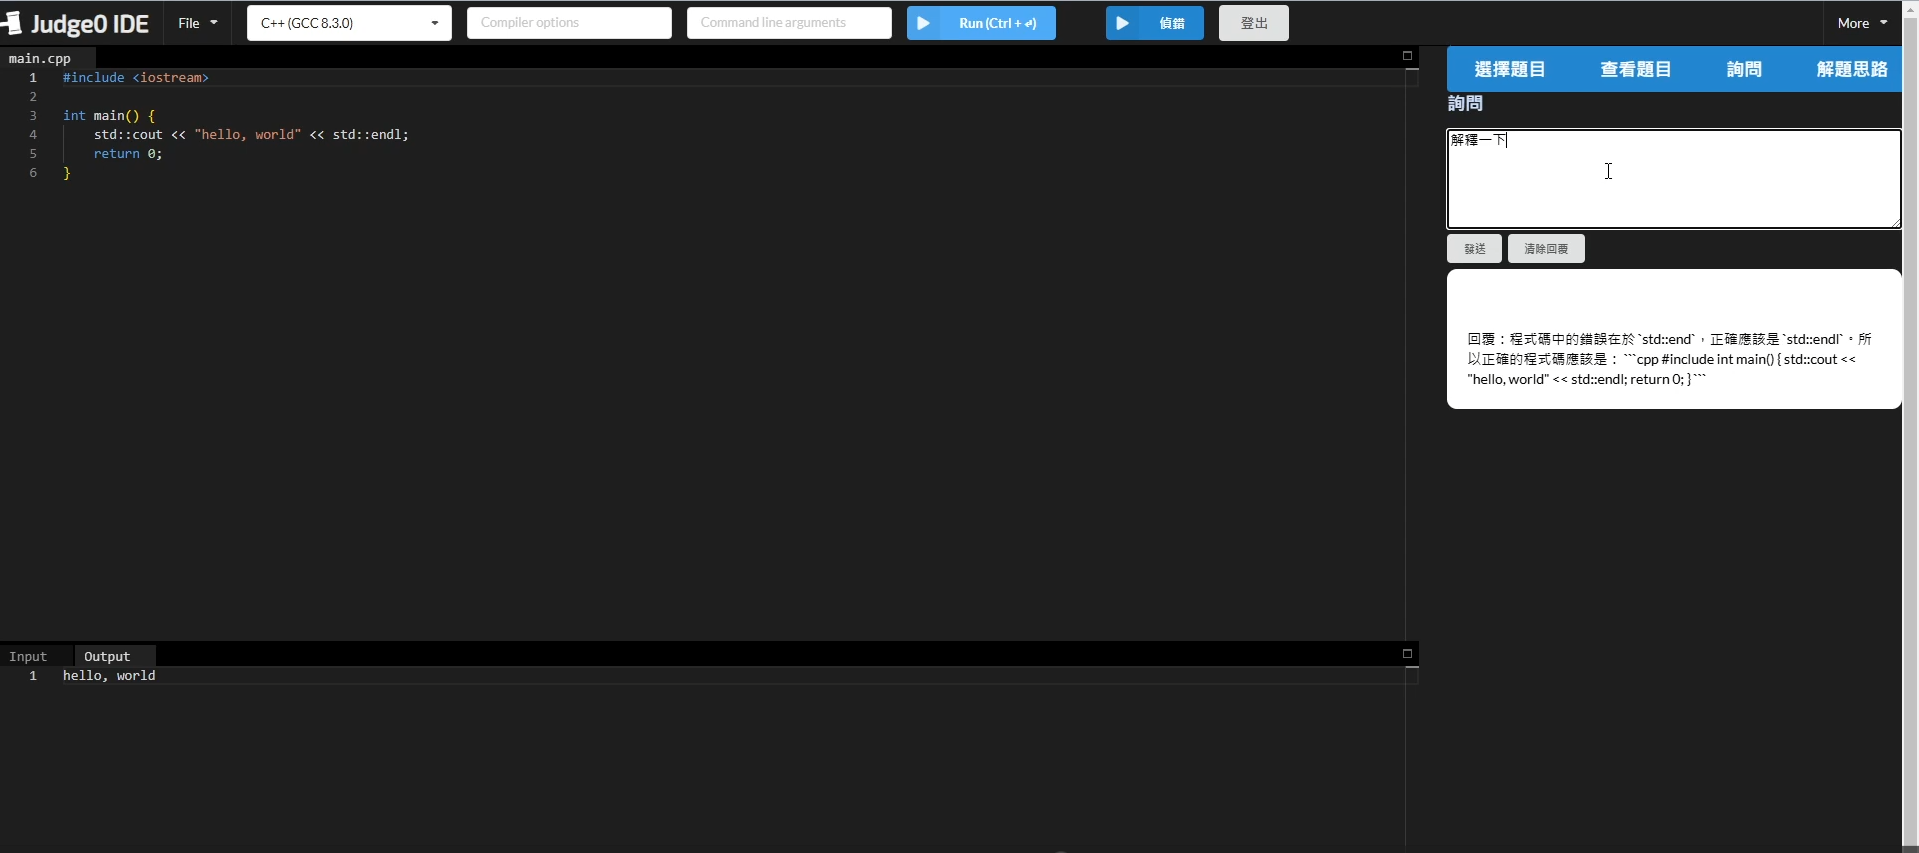 Judge0 IDE File C++ (GCC 8.3.0) Compiler options Command line arguments Run (Ctrl + ⏎) 偵錯 登出 More
main.cpp
1 #include <iostream>
2
3 int main() {
4 std::cout << "hello, world" << std::endl;
5 return 0;
6 }
Input Output
1 hello, world
選擇題目 查看題目 詢問 解題思路
詢問
解釋一下
發送 清除回覆
回覆：程式碼中的錯誤在於 `std::end`，正確應該是 `std::endl`。所
以正確的程式碼應該是： ```cpp #include int main() { std::cout <<
"hello, world" << std::endl; return 0; } ```